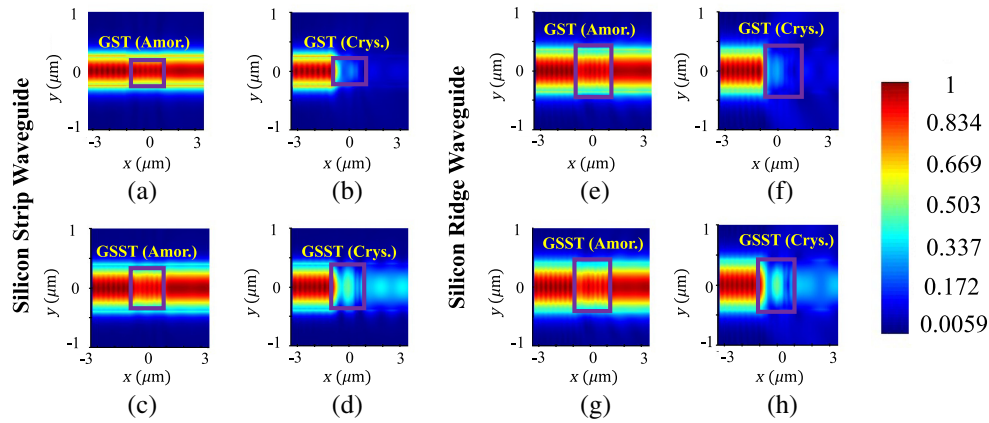 Silicon Strip Waveguide
1
GST (Amor.)
y (μm)
0
-1
-3
0
3
x (μm)
(a)
1
GST (Crys.)
y (μm)
0
-1
-3
0
3
x (μm)
(b)
1
GSST (Amor.)
y (μm)
0
-1
-3
0
3
x (μm)
(c)
1
GSST (Crys.)
y (μm)
0
-1
-3
0
3
x (μm)
(d)
Silicon Ridge Waveguide
1
GST (Amor.)
y (μm)
0
-1
-3
0
3
x (μm)
(e)
1
GST (Crys.)
y (μm)
0
-1
-3
0
3
x (μm)
(f)
1
GSST (Amor.)
y (μm)
0
-1
-3
0
3
x (μm)
(g)
1
GSST (Crys.)
y (μm)
0
-1
-3
0
3
x (μm)
(h)
1
0.834
0.669
0.503
0.337
0.172
0.0059